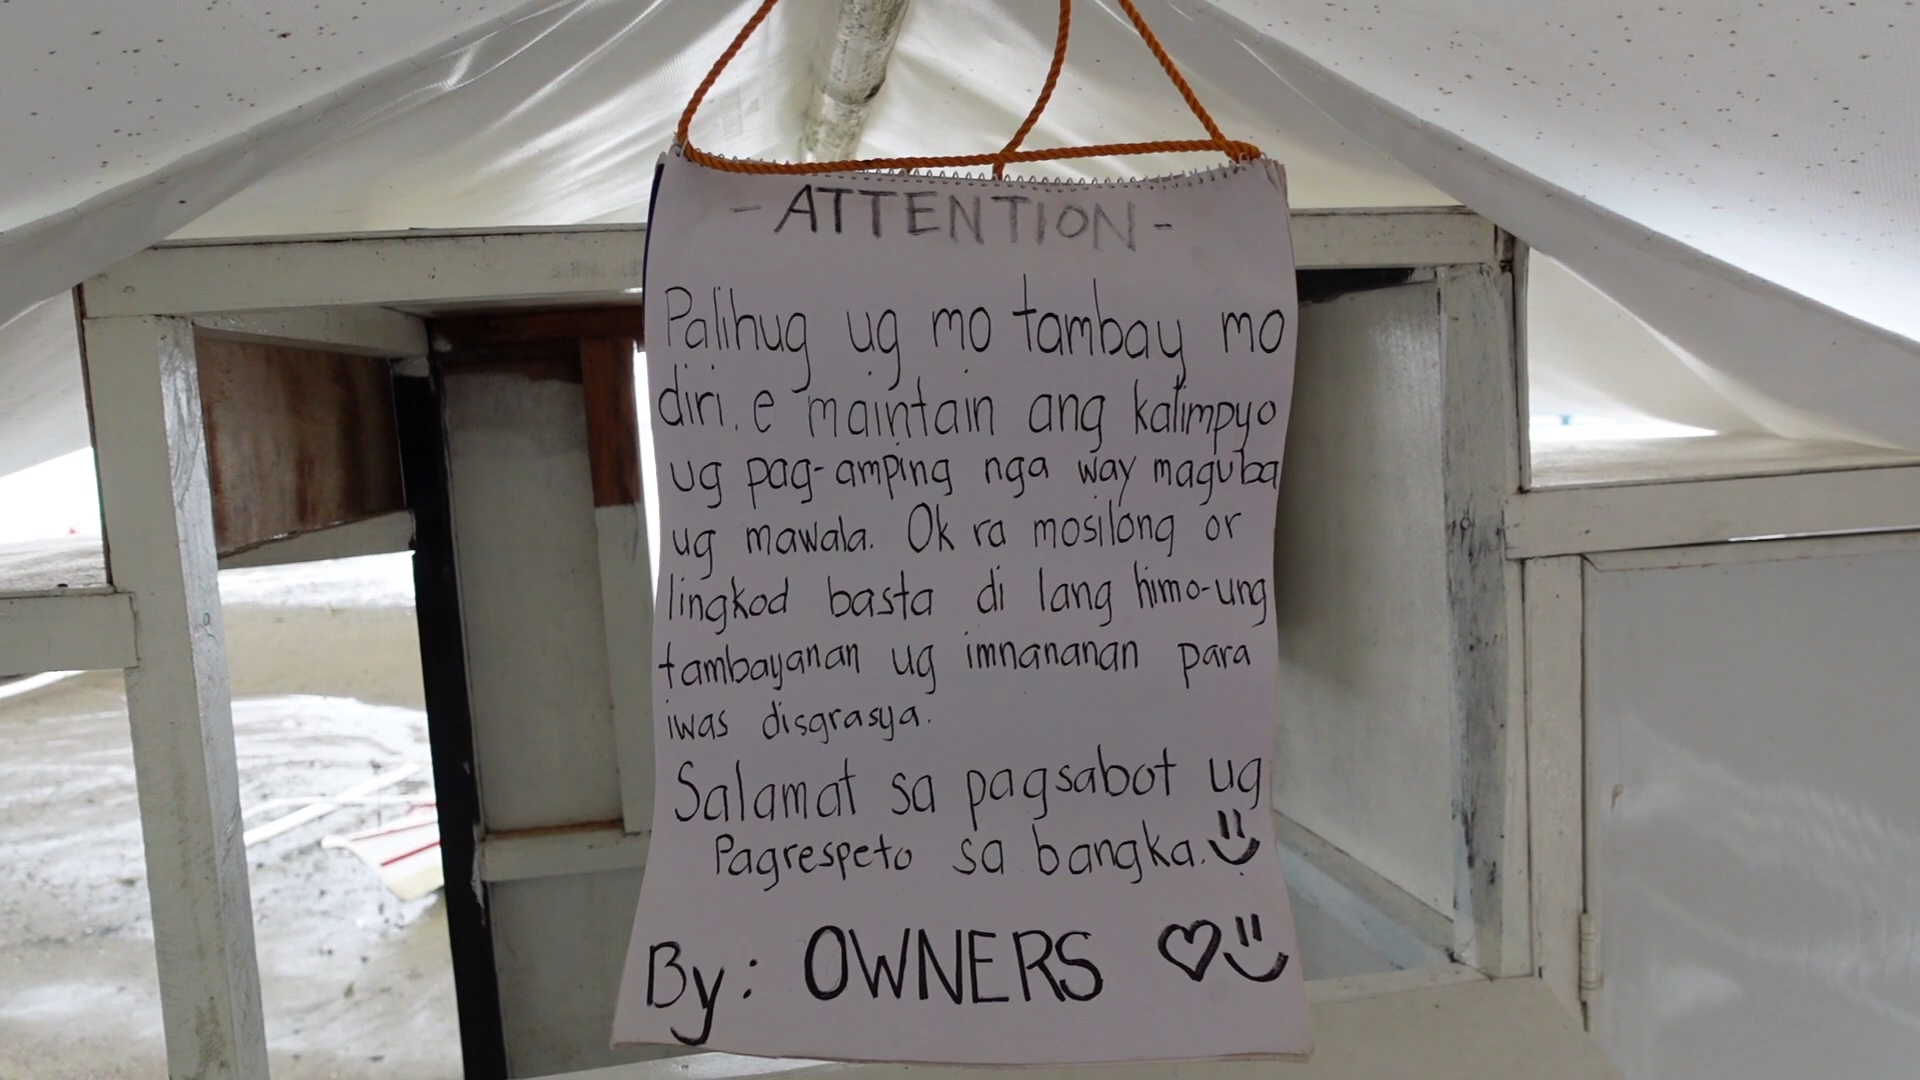 - ATTENTION -
Palihug ug mo tambay mo
diri. e maintain ang kalimpyo
ug pag-amping nga way maguba
ug mawala. Ok ra mosilong or
lingkod basta di lang himo-ung
tambayanan ug imnananan para
iwas disgrasya.
Salamat sa pagsabot ug
Pagrespeto sa bangka.
By: OWNERS